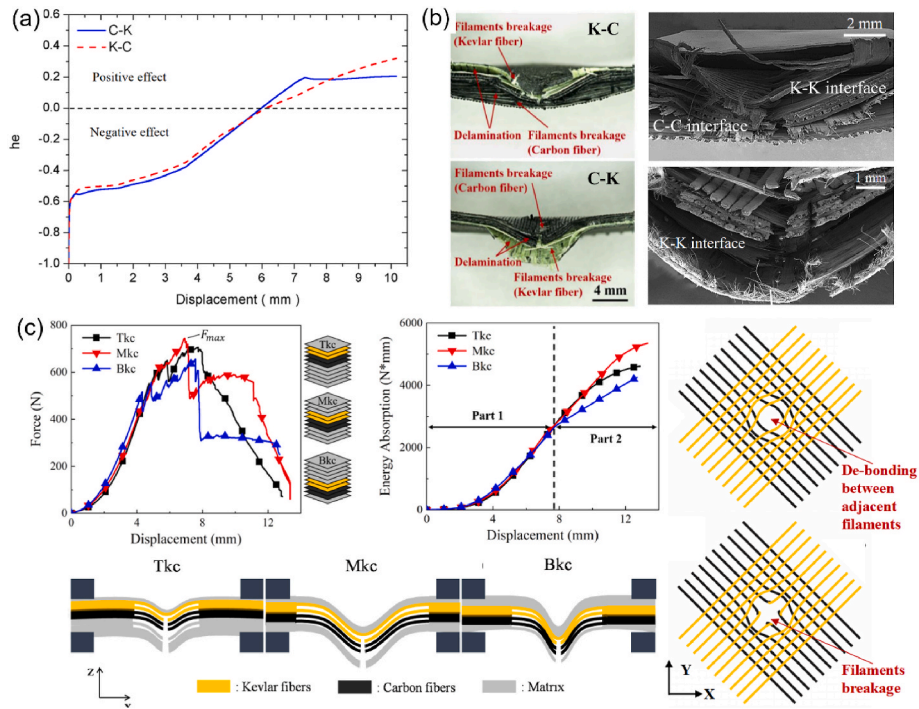 (a)
0.6
0.4
0.2
0.0
-0.2
-0.4
-0.6
-0.8
-1.0
he
C-K
K-C
Positive effect
Negative effect
0 1 2 3 4 5 6 7 8 9 10
Displacement ( mm )
(b)
Filaments breakage
(Kevlar fiber)
K-C
Delamination
Filaments breakage
(Carbon fiber)
Filaments breakage
(Carbon fiber)
C-K
Delamination
Filaments breakage
(Kevlar fiber)
4 mm
2 mm
K-K interface
C-C interface
1 mm
K-K interface
(c)
800
600
400
200
0
Force (N)
Tkc
Mkc
Bkc
Fmax
0 4 8 12
Displacement (mm)
Tkc
Mkc
Bkc
6000
4000
2000
0
Energy Absorption (N*mm)
Tkc
Mkc
Bkc
Part 1
Part 2
0 4 8 12
Displacement (mm)
De-bonding
between
adjacent
filaments
Tkc
Mkc
Bkc
Z
: Kevlar fibers
: Carbon fibers
: Matrix
Y
X
Filaments
breakage